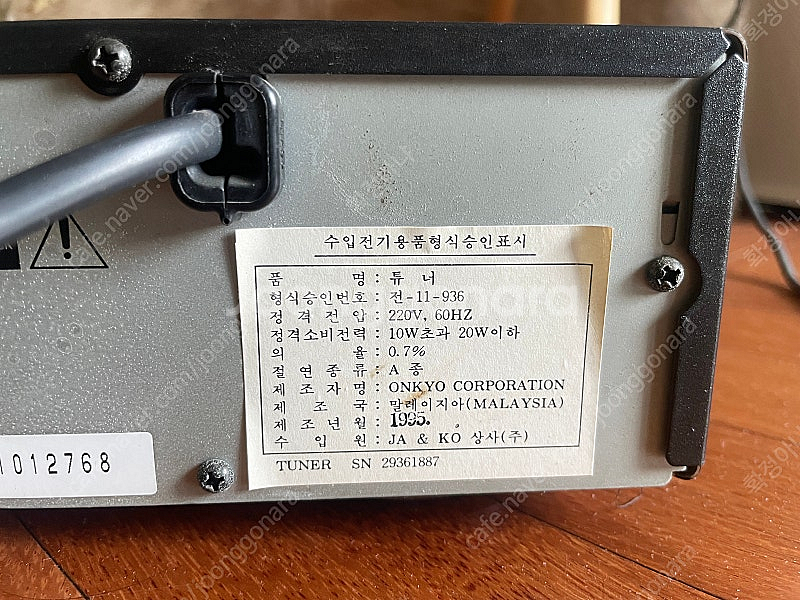 수입전기용품형식승인표시
품 명 : 튜 너
형식승인번호 : 전-11-936
정 격 전 압 : 220V, 60HZ
정격소비전력 : 10W초과 20W이하
의 율 : 0.7%
절 연 종 류 : A 종
제 조 자 명 : ONKYO CORPORATION
제 조 국 : 말레이지아(MALAYSIA)
제 조 년 월 : 1995.
수 입 원 : JA & KO 상사(주)
TUNER SN 29361887
1012768
cafe.naver.com/joonggonara